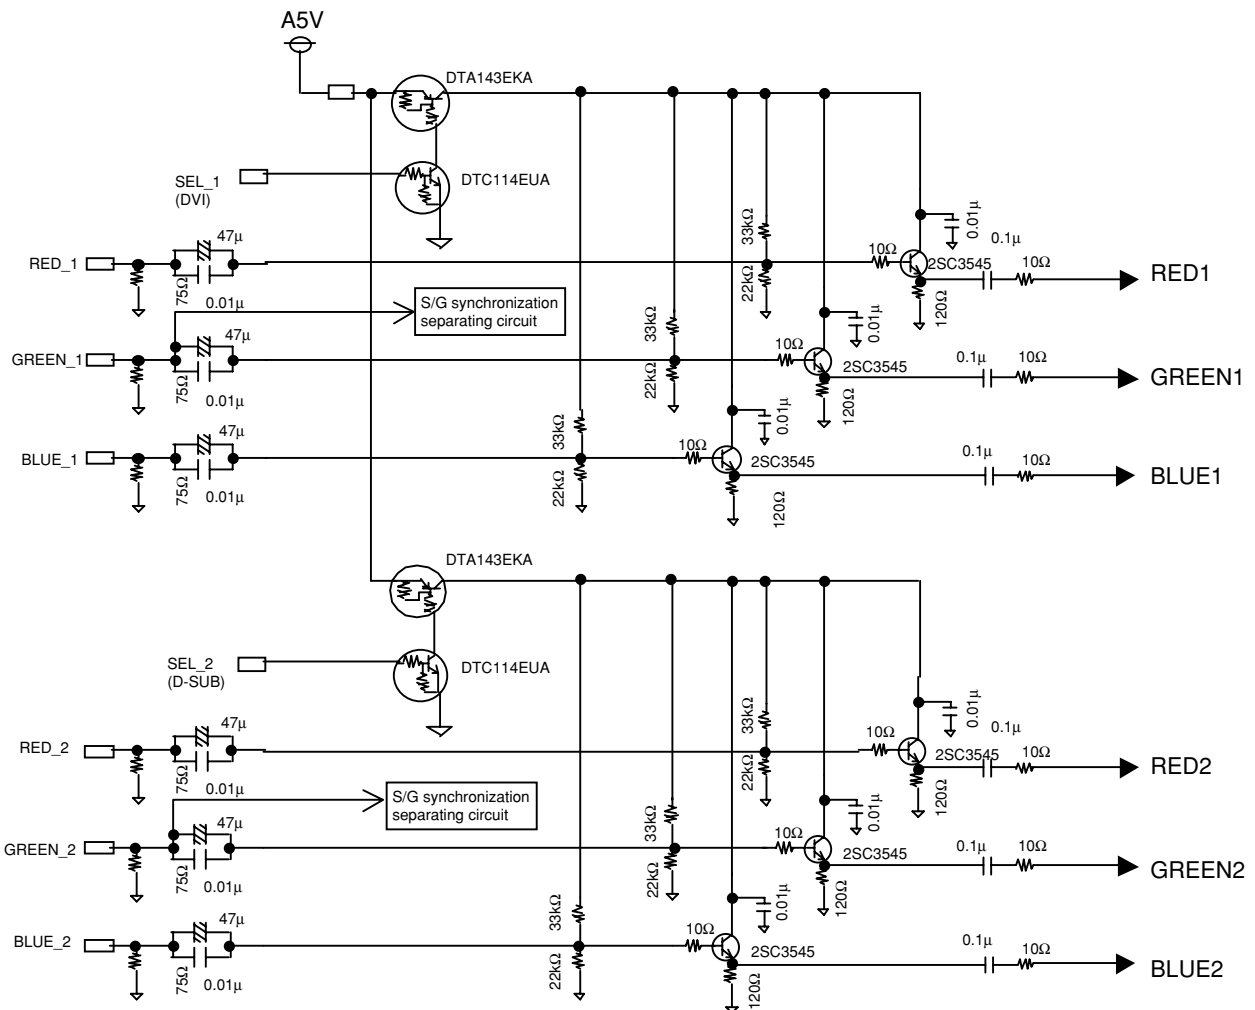 A5V
DTA143EKA
SEL_1
(DVI)
DTC114EUA
47µ
RED_1
75Ω
0.01µ
33kΩ
22kΩ
10Ω
2SC3545
0.01µ
0.1µ
10Ω
120Ω
RED1
S/G synchronization
separating circuit
47µ
GREEN_1
75Ω
0.01µ
33kΩ
22kΩ
10Ω
2SC3545
0.01µ
0.1µ
10Ω
120Ω
GREEN1
47µ
BLUE_1
75Ω
0.01µ
33kΩ
22kΩ
10Ω
2SC3545
0.01µ
0.1µ
10Ω
120Ω
BLUE1
DTA143EKA
SEL_2
(D-SUB)
DTC114EUA
47µ
RED_2
75Ω
0.01µ
33kΩ
22kΩ
10Ω
2SC3545
0.01µ
0.1µ
10Ω
120Ω
RED2
S/G synchronization
separating circuit
47µ
GREEN_2
75Ω
0.01µ
33kΩ
22kΩ
10Ω
2SC3545
0.01µ
0.1µ
10Ω
120Ω
GREEN2
47µ
BLUE_2
75Ω
0.01µ
33kΩ
22kΩ
10Ω
2SC3545
0.01µ
0.1µ
10Ω
120Ω
BLUE2